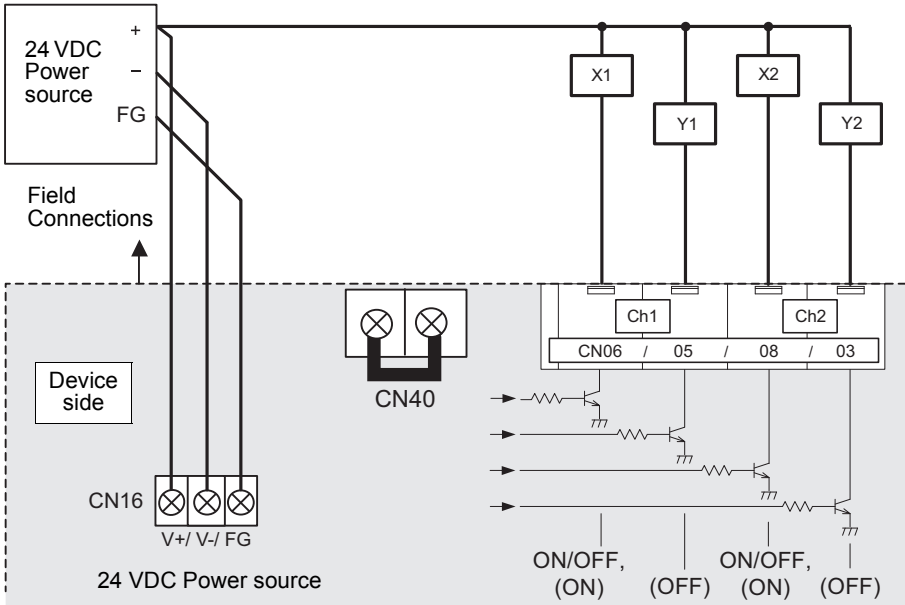 24 VDC
Power
source
+
−
FG
X1
Y1
X2
Y2
Field
Connections
Ch1
Ch2
CN06 / 05 / 08 / 03
Device
side
CN40
CN16
V+/ V-/ FG
24 VDC Power source
ON/OFF,
(ON)
(OFF)
ON/OFF,
(ON)
(OFF)